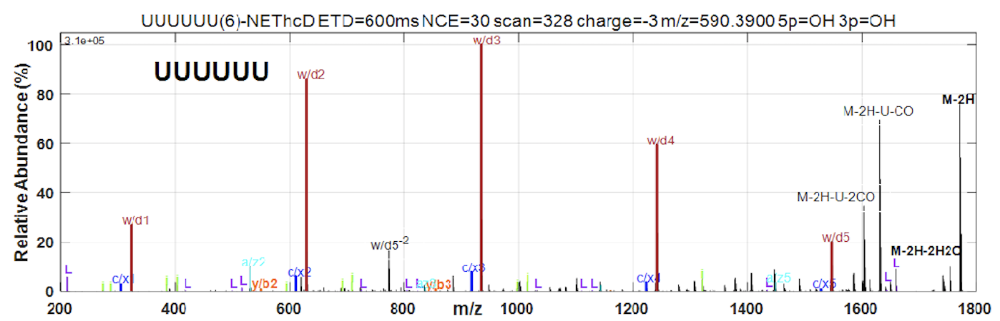 UUUUUU(6)-NEThcD ETD=600ms NCE=30 scan=328 charge=-3 m/z=590.3900 5p=OH 3p=OH
3.1e+05
UUUUUU
Relative Abundance (%)
100
80
60
40
20
0
w/d1
w/d2
w/d3
w/d4
w/d5
w/d5-2
M-2H-U-CO
M-2H
M-2H-U-2CO
M-2H-2H2O
L
c/x1
L
L
L
a/z2
y/b2
c/x2
L
L
L
y/b3
c/x3
L
L
L
c/x4
L
a/z5
c/x5
L
L
200
400
600
800
m/z
1000
1200
1400
1600
1800